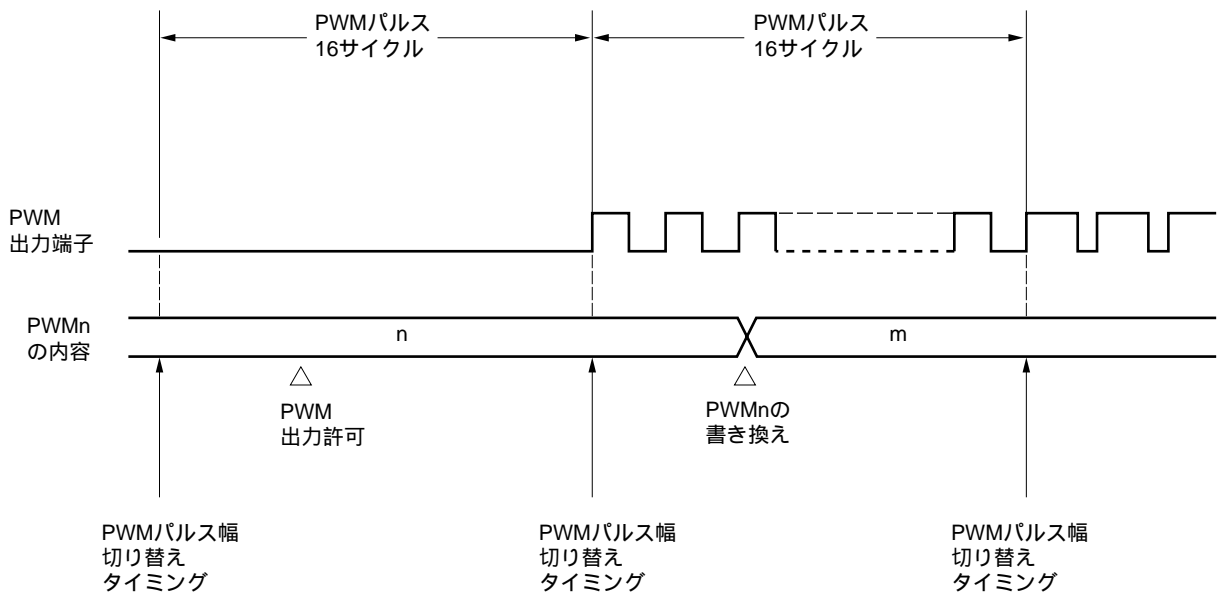 PWMパルス
16サイクル
PWMパルス
16サイクル
PWM
出力端子
PWMn
の内容
n
m
PWM
出力許可
PWMnの
書き換え
PWMパルス幅
切り替え
タイミング
PWMパルス幅
切り替え
タイミング
PWMパルス幅
切り替え
タイミング